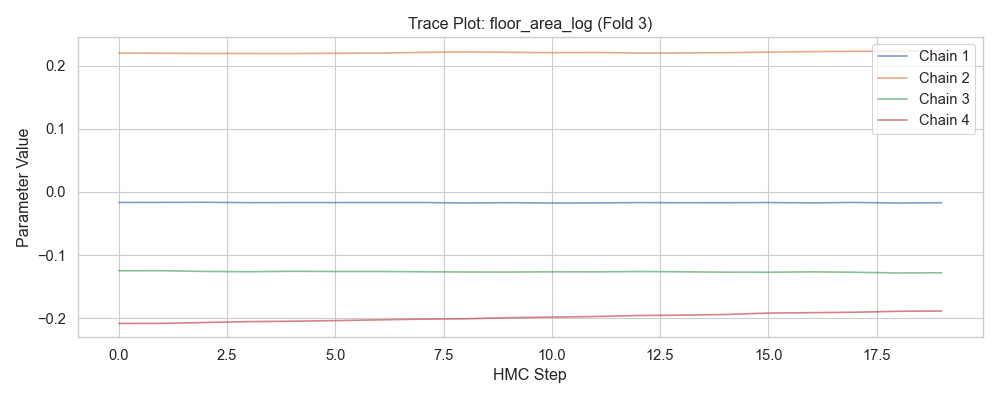 Trace Plot: floor_area_log (Fold 3)
Parameter Value
0.2
0.1
0.0
−0.1
−0.2
Chain 1
Chain 2
Chain 3
Chain 4
0.0 2.5 5.0 7.5 10.0 12.5 15.0 17.5
HMC Step